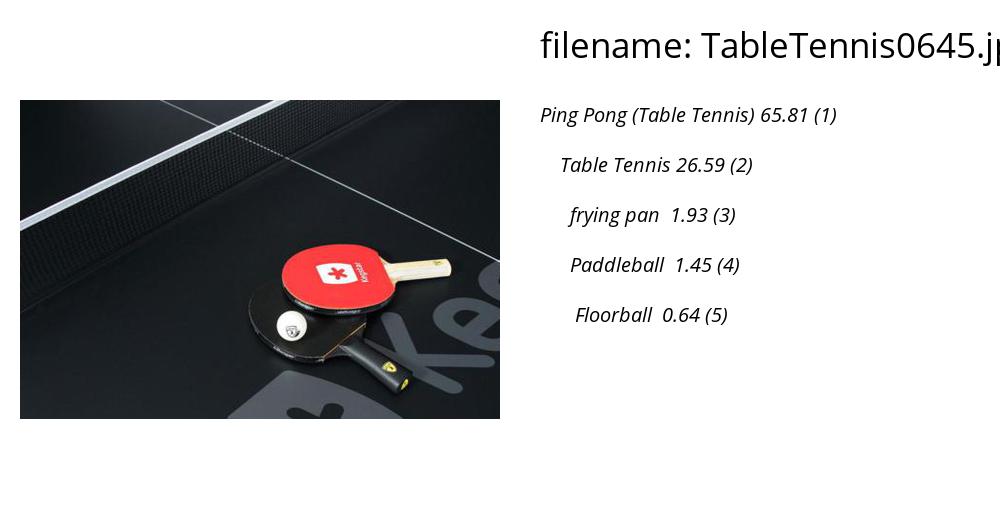 filename: TableTennis0645.jp
Ping Pong (Table Tennis) 65.81 (1)
Table Tennis 26.59 (2)
frying pan 1.93 (3)
Paddleball 1.45 (4)
Floorball 0.64 (5)
Kes